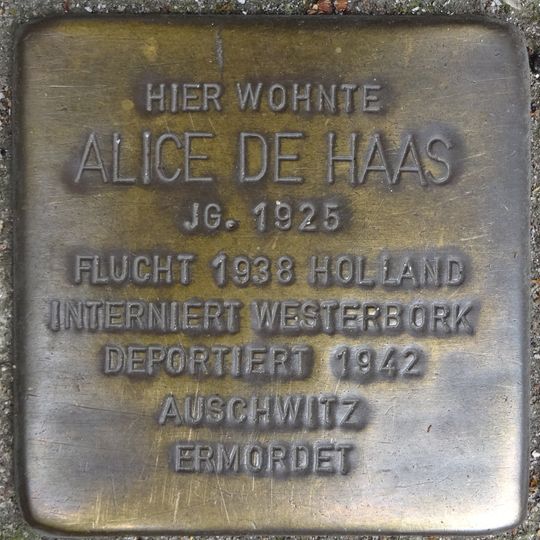 HIER WOHNTE
ALICE DE HAAS
JG. 1925
FLUCHT 1938 HOLLAND
INTERNIERT WESTERBORK
DEPORTIERT 1942
AUSCHWITZ
ERMORDET